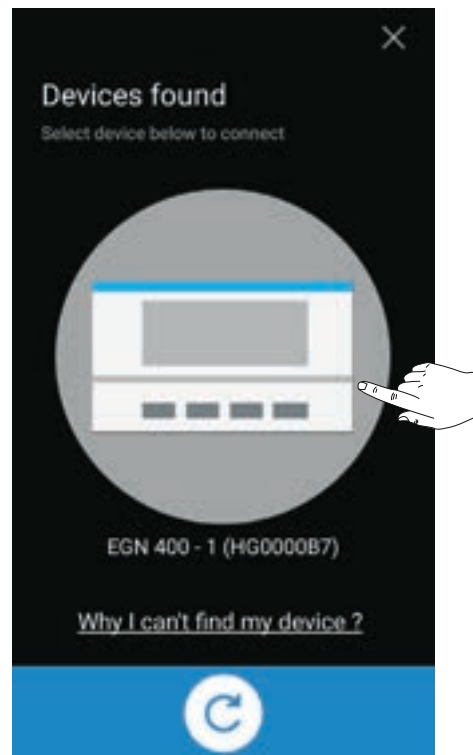 Devices found
Select device below to connect
EGN 400 - 1 (HG0000B7)
Why I can't find my device ?